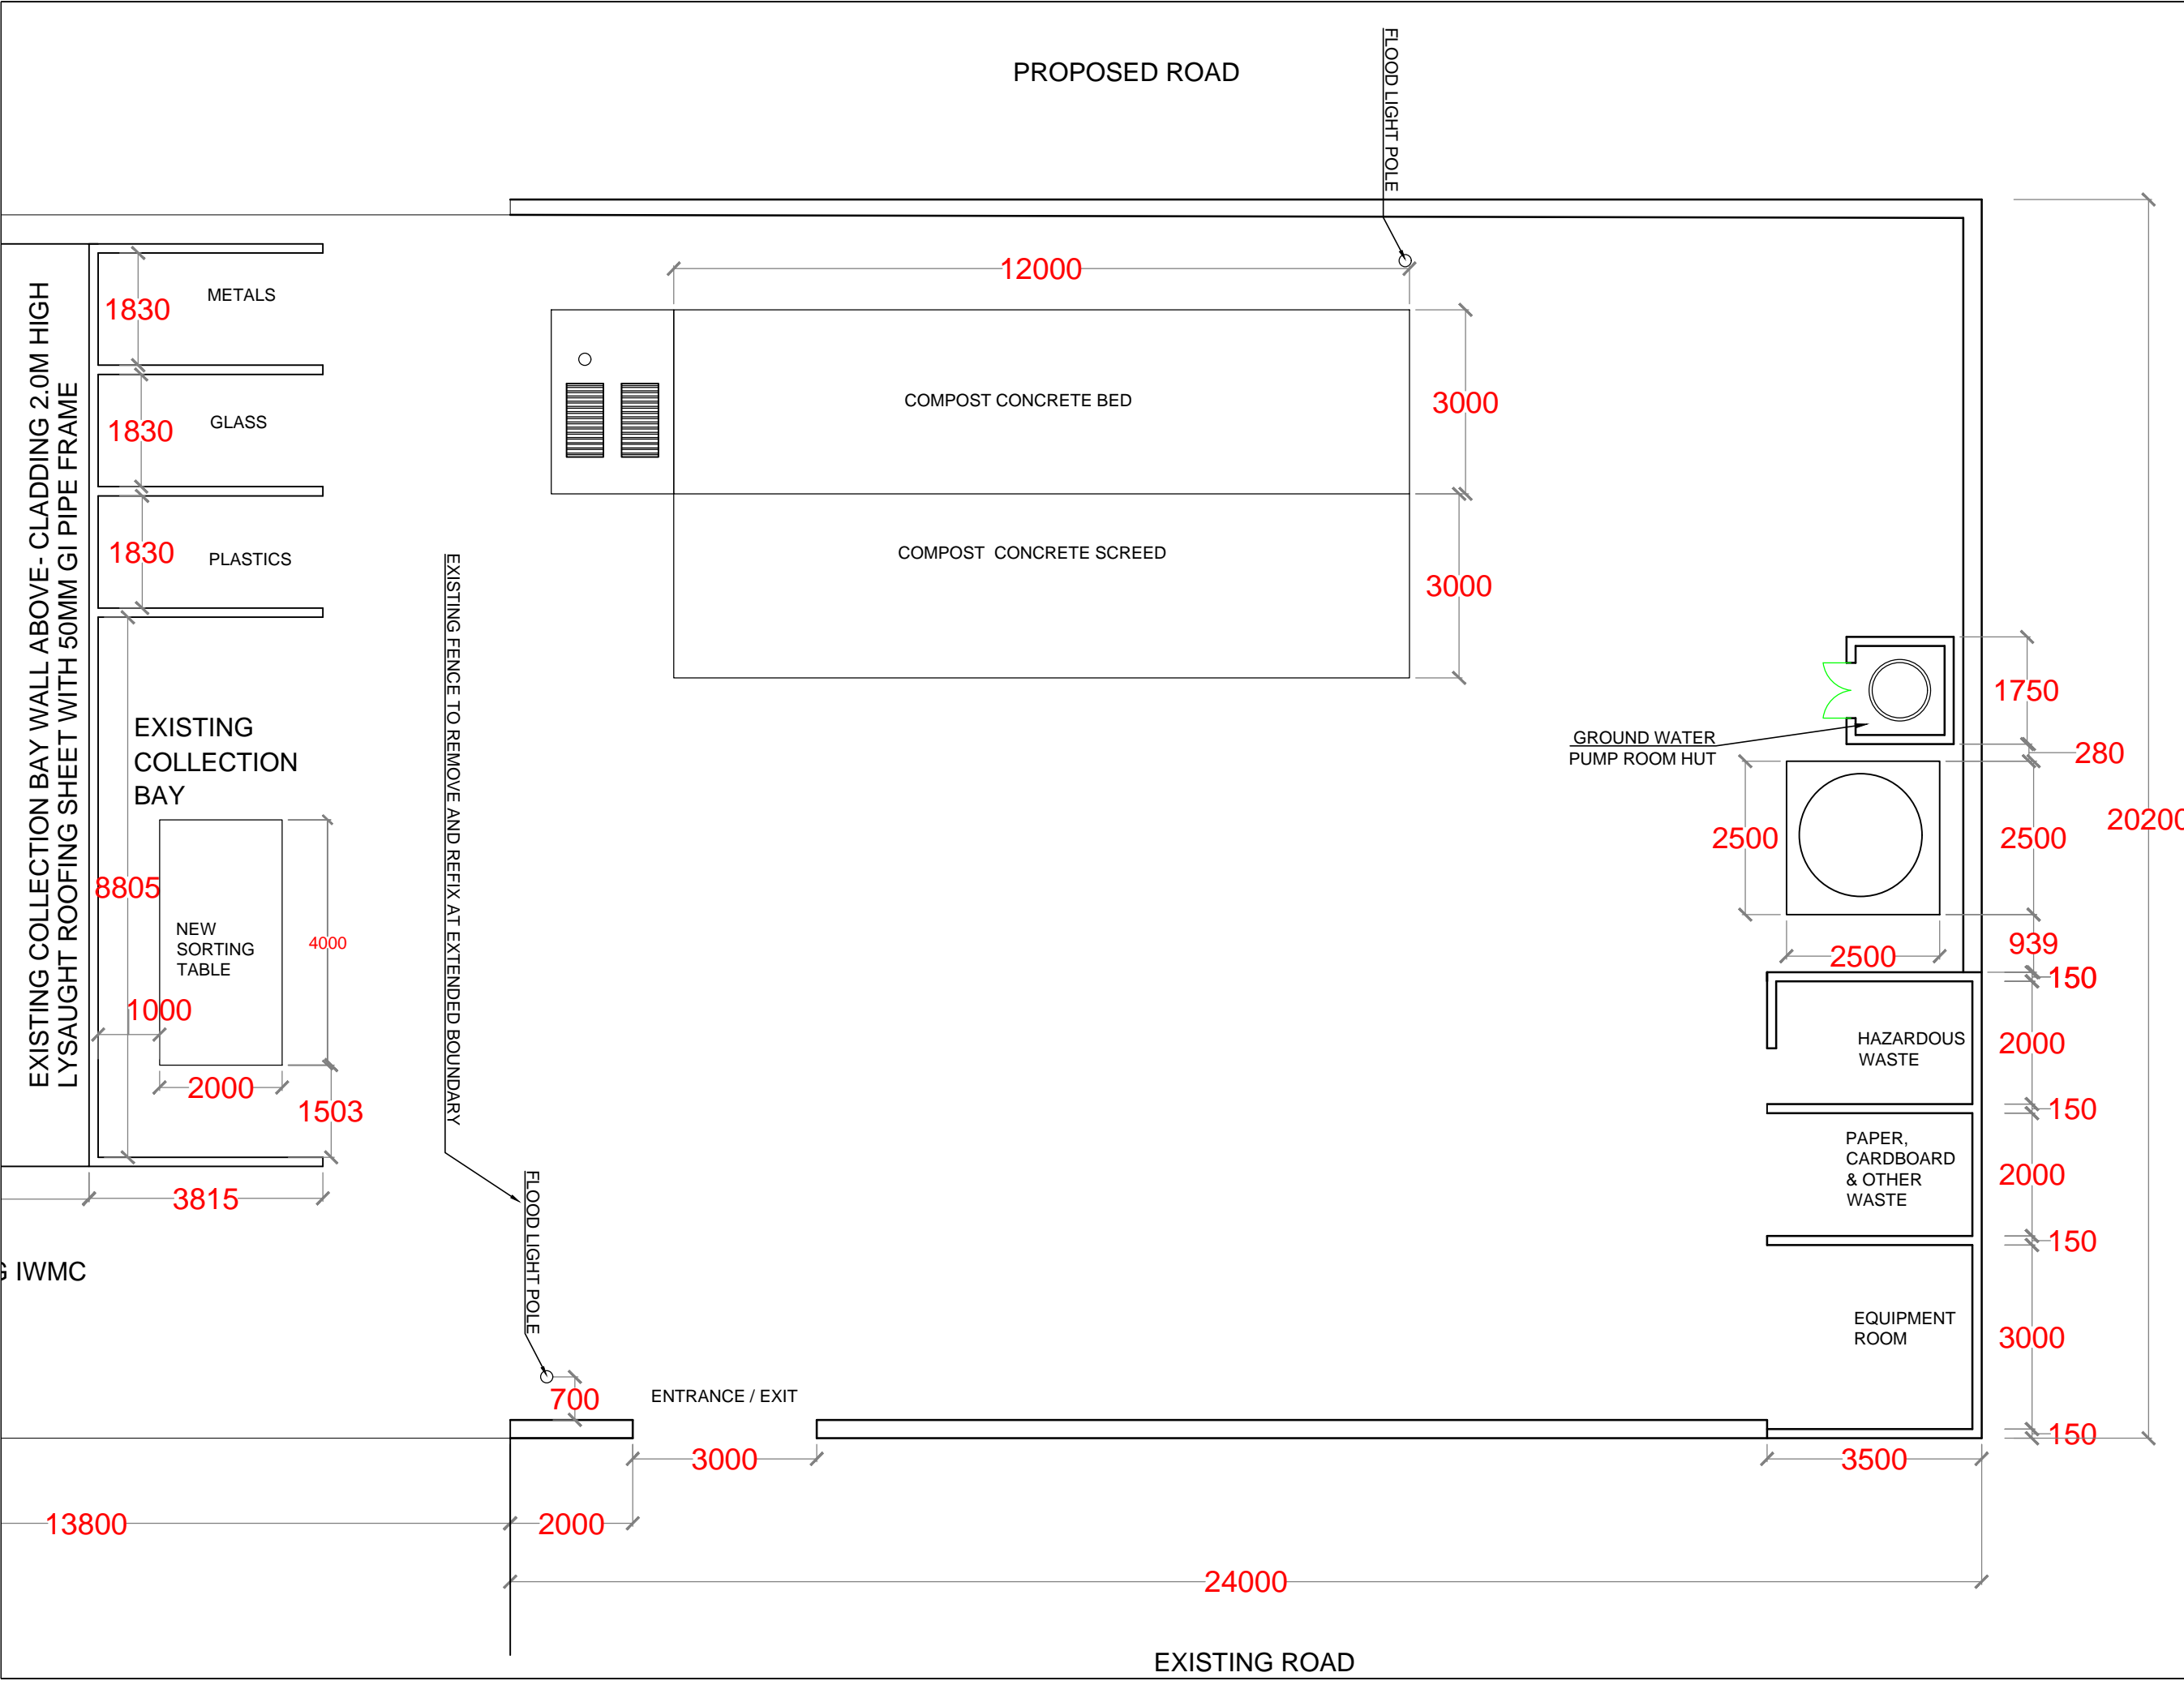 PROPOSED ROAD
FLOOD LIGHT POLE
12000
METALS
1830
GLASS
1830
PLASTICS
1830
EXISTING COLLECTION BAY WALL ABOVE- CLADDING 2.0M HIGH
LYSAUGHT ROOFING SHEET WITH 50MM GI PIPE FRAME
COMPOST CONCRETE BED
3000
COMPOST CONCRETE SCREED
3000
EXISTING FENCE TO REMOVE AND REFIX AT EXTENDED BOUNDARY
EXISTING
COLLECTION
BAY
8805
NEW
SORTING
TABLE
4000
1000
2000
1503
3815
GROUND WATER
PUMP ROOM HUT
1750
280
20200
2500
2500
2500
939
150
HAZARDOUS
WASTE
2000
150
PAPER,
CARDBOARD
& OTHER
WASTE
2000
150
EQUIPMENT
ROOM
3000
150
IWMC
FLOOD LIGHT POLE
700
ENTRANCE / EXIT
3000
3500
13800
2000
24000
EXISTING ROAD